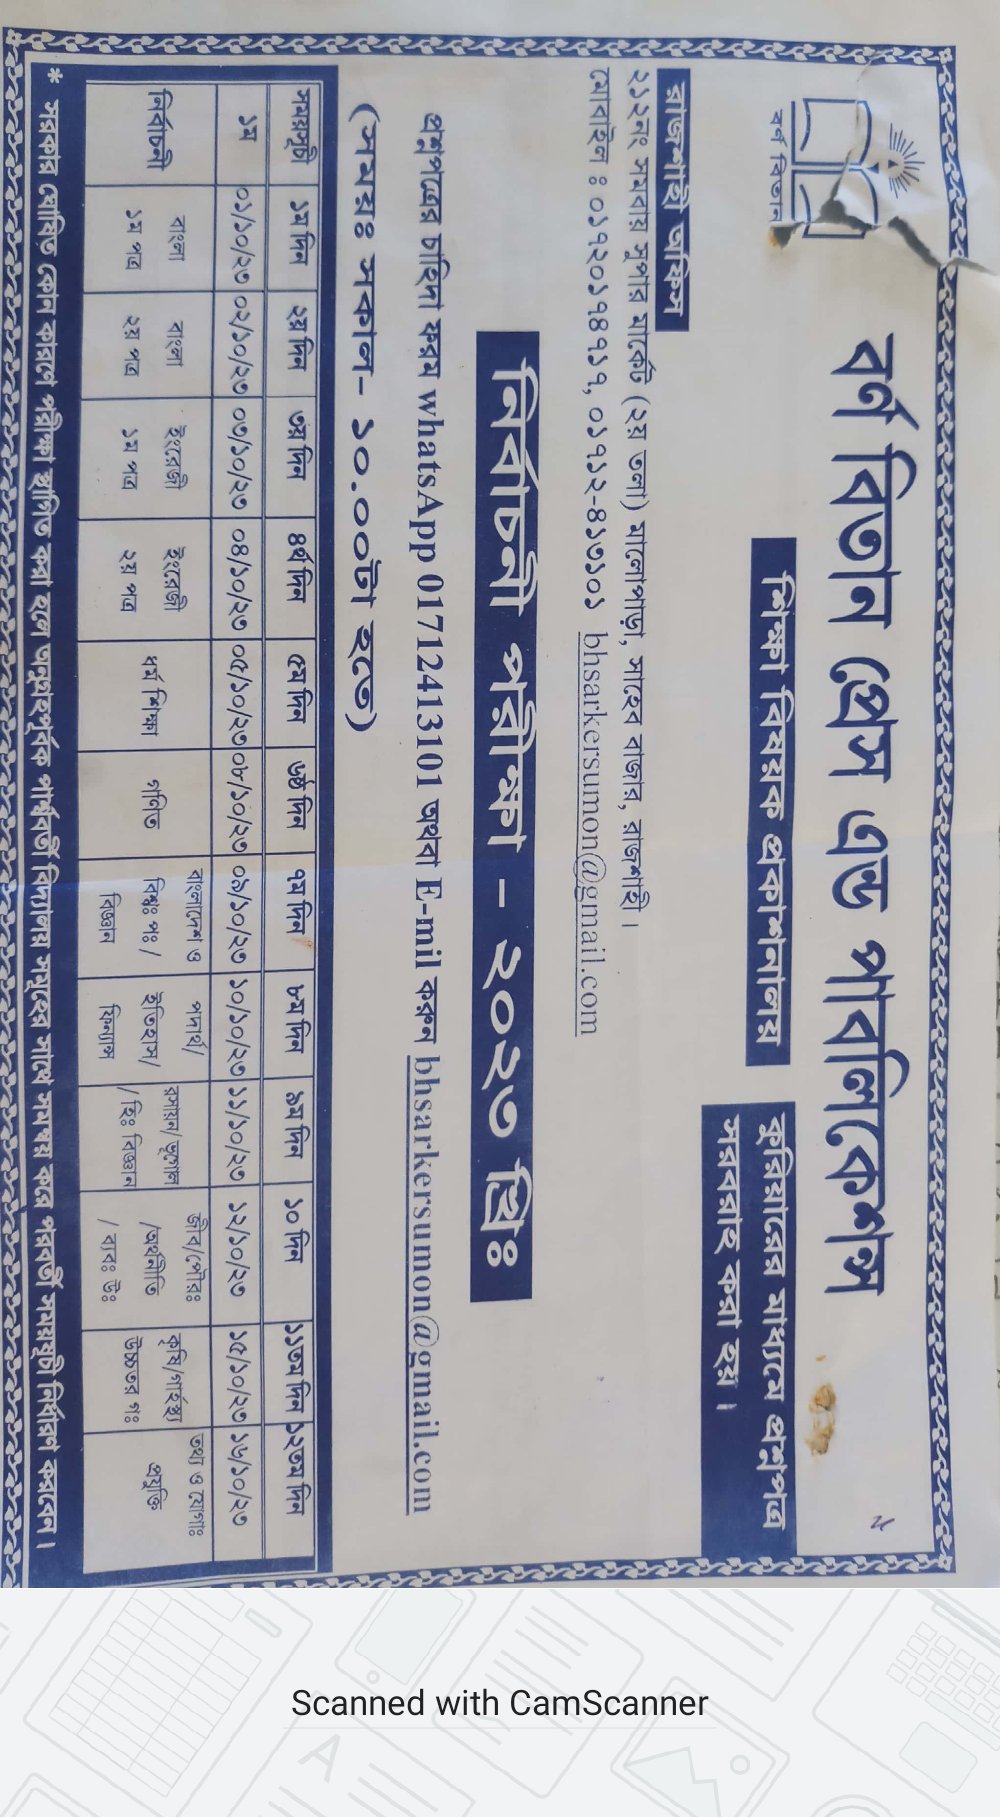 বর্ণ বিতান
বর্ণ বিতান প্রেস এন্ড পাবলিকেশন্স
শিক্ষা বিষয়ক প্রকাশনালয়
কুরিয়ারের মাধ্যমে প্রশ্নপত্র
সরবরাহ করা হয়।
রাজশাহী অফিস
২১২নং সমবায় সুপার মার্কেট (২য় তলা) মালোপাড়া, সাহেব বাজার, রাজশাহী।
মোবাইল : ০১৭২০১৭৪৭১৭, ০১৭১২-৪১৩১০১ bhsarkersumon@gmail.com
নির্বাচনী পরীক্ষা - ২০২৩ খ্রিঃ
প্রশ্নপত্রের চাহিদা করম whatsApp 01712413101 অথবা E-mil করুন bhsarkersumon@gmail.com
(সময়ঃ সকাল- ১০.০০টা হতে)
সময়সূচী ১ম দিন ২য় দিন ৩য় দিন ৪র্থ দিন ৫ম দিন ৬ষ্ঠ দিন ৭ম দিন ৮ম দিন ৯ম দিন ১০ দিন ১১তম দিন ১২তম দিন
১ম ০১/১০/২৩ ০২/১০/২৩ ০৩/১০/২৩ ০৪/১০/২৩ ০৫/১০/২৩ ০৮/১০/২৩ ০৯/১০/২৩ ১০/১০/২৩ ১১/১০/২৩ ১২/১০/২৩ ১৫/১০/২৩ ১৬/১০/২৩
নির্বাচনী বাংলা বাংলা ইংরেজী ইংরেজী ধর্ম শিক্ষা গণিত বাংলাদেশ ও পদার্থ/ রসায়ন/ভূগোল জীব/পৌরঃ কৃষি/গার্হস্থ্য তথ্য ও যোগাঃ
১ম পত্র ২য় পত্র ১ম পত্র ২য় পত্র বিশ্বঃ পঃ / ইতিহাস/ / হিঃ বিজ্ঞান /অর্থনীতি উচ্চতর গঃ প্রযুক্তি
বিজ্ঞান ফিন্যান্স / ব্যবঃ উঃ
* সরকার ঘোষিত কোন কারনে পরীক্ষা স্থগিত করা হলে অনুগ্রহপূর্বক পার্শ্ববর্তী বিদ্যালয় সমূহের সাথে সমন্বয় করে পরবর্তী সময়সূচী নির্ধারণ করবেন।
Scanned with CamScanner